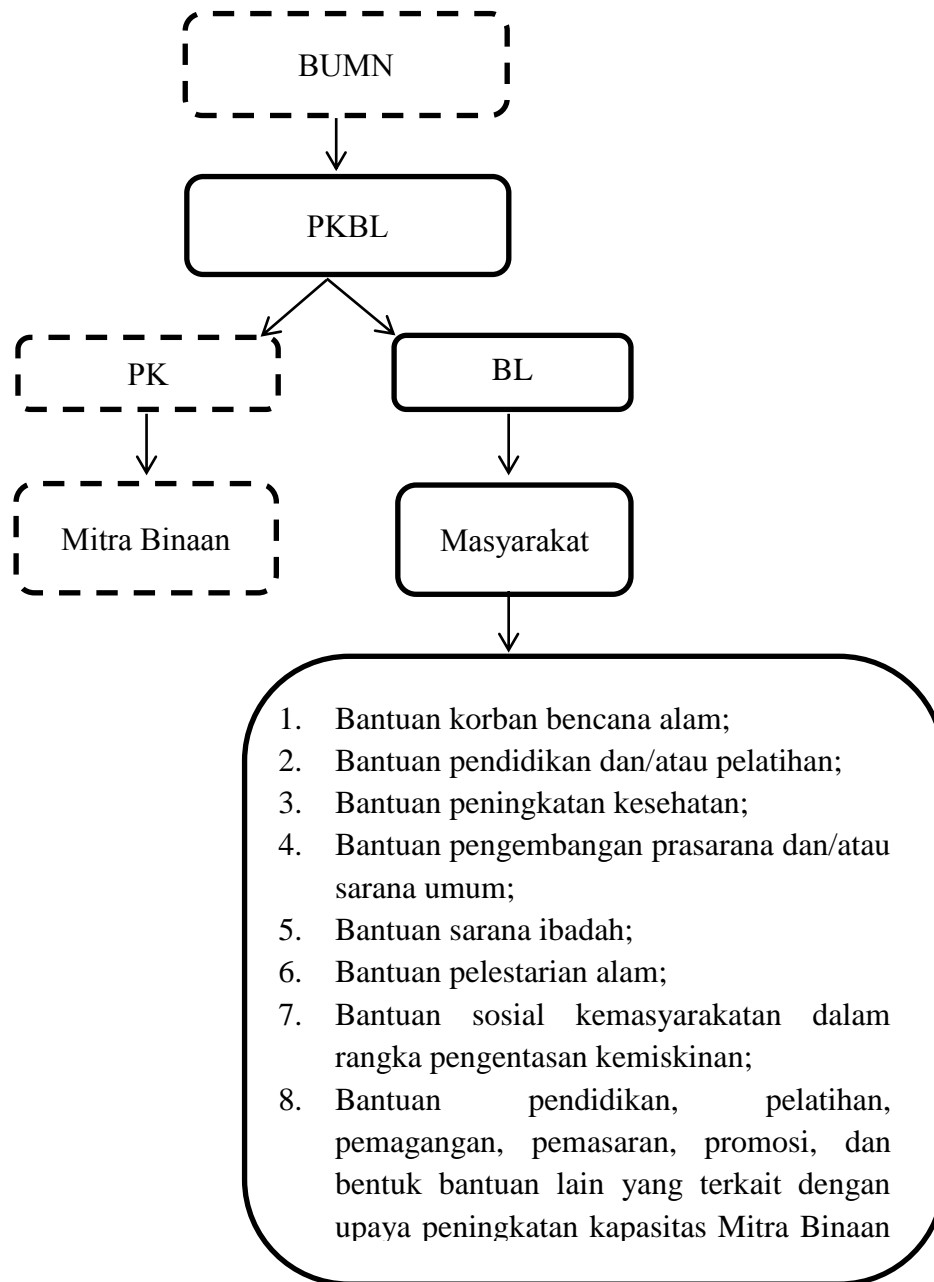 BUMN
PKBL
PK
BL
Mitra Binaan
Masyarakat
1. Bantuan korban bencana alam;
2. Bantuan pendidikan dan/atau pelatihan;
3. Bantuan peningkatan kesehatan;
4. Bantuan pengembangan prasarana dan/atau
sarana umum;
5. Bantuan sarana ibadah;
6. Bantuan pelestarian alam;
7. Bantuan sosial kemasyarakatan dalam
rangka pengentasan kemiskinan;
8. Bantuan pendidikan, pelatihan,
pemagangan, pemasaran, promosi, dan
bentuk bantuan lain yang terkait dengan
upaya peningkatan kapasitas Mitra Binaan